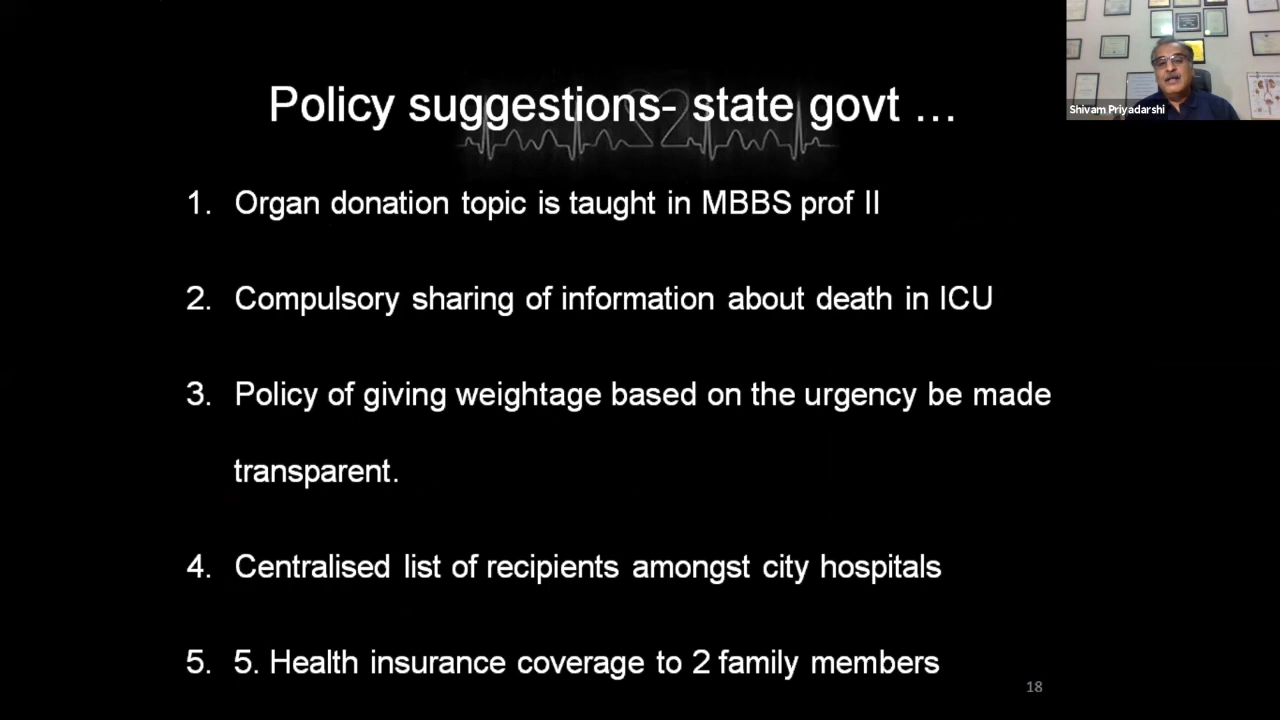 Shivam Priyadarshi
Policy suggestions- state govt …
1. Organ donation topic is taught in MBBS prof II
2. Compulsory sharing of information about death in ICU
3. Policy of giving weightage based on the urgency be made
transparent.
4. Centralised list of recipients amongst city hospitals
5. 5. Health insurance coverage to 2 family members
18